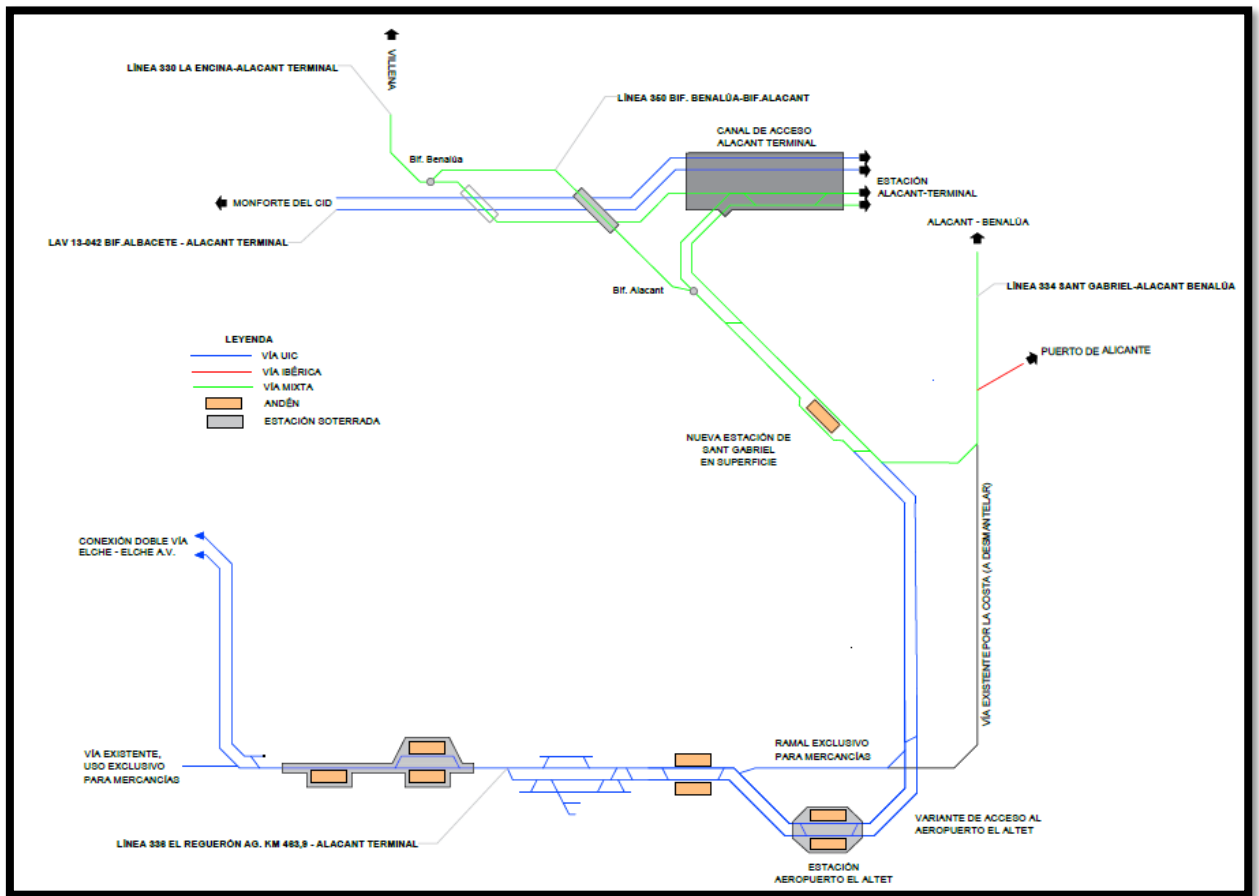 VILLENA
LÍNEA 330 LA ENCINA-ALACANT TERMINAL
LÍNEA 350 BIF. BENALÚA-BIF.ALACANT
CANAL DE ACCESO
ALACANT TERMINAL
Bif. Benalúa
ESTACIÓN
ALACANT-TERMINAL
MONFORTE DEL CID
LAV 13-042 BIF.ALBACETE - ALACANT TERMINAL
ALACANT - BENALÚA
Bif. Alacant
LÍNEA 334 SANT GABRIEL-ALACANT BENALÚA
LEYENDA
VÍA UIC
VÍA IBÉRICA
VÍA MIXTA
ANDÉN
ESTACIÓN SOTERRADA
PUERTO DE ALICANTE
NUEVA ESTACIÓN DE
SANT GABRIEL
EN SUPERFICIE
VÍA EXISTENTE POR LA COSTA (A DESMANTELAR)
CONEXIÓN DOBLE VÍA
ELCHE - ELCHE A.V.
VÍA EXISTENTE,
USO EXCLUSIVO
PARA MERCANCÍAS
RAMAL EXCLUSIVO
PARA MERCANCÍAS
LÍNEA 336 EL REGUERÓN AG. KM 463,9 - ALACANT TERMINAL
VARIANTE DE ACCESO AL
AEROPUERTO EL ALTET
ESTACIÓN
AEROPUERTO EL ALTET